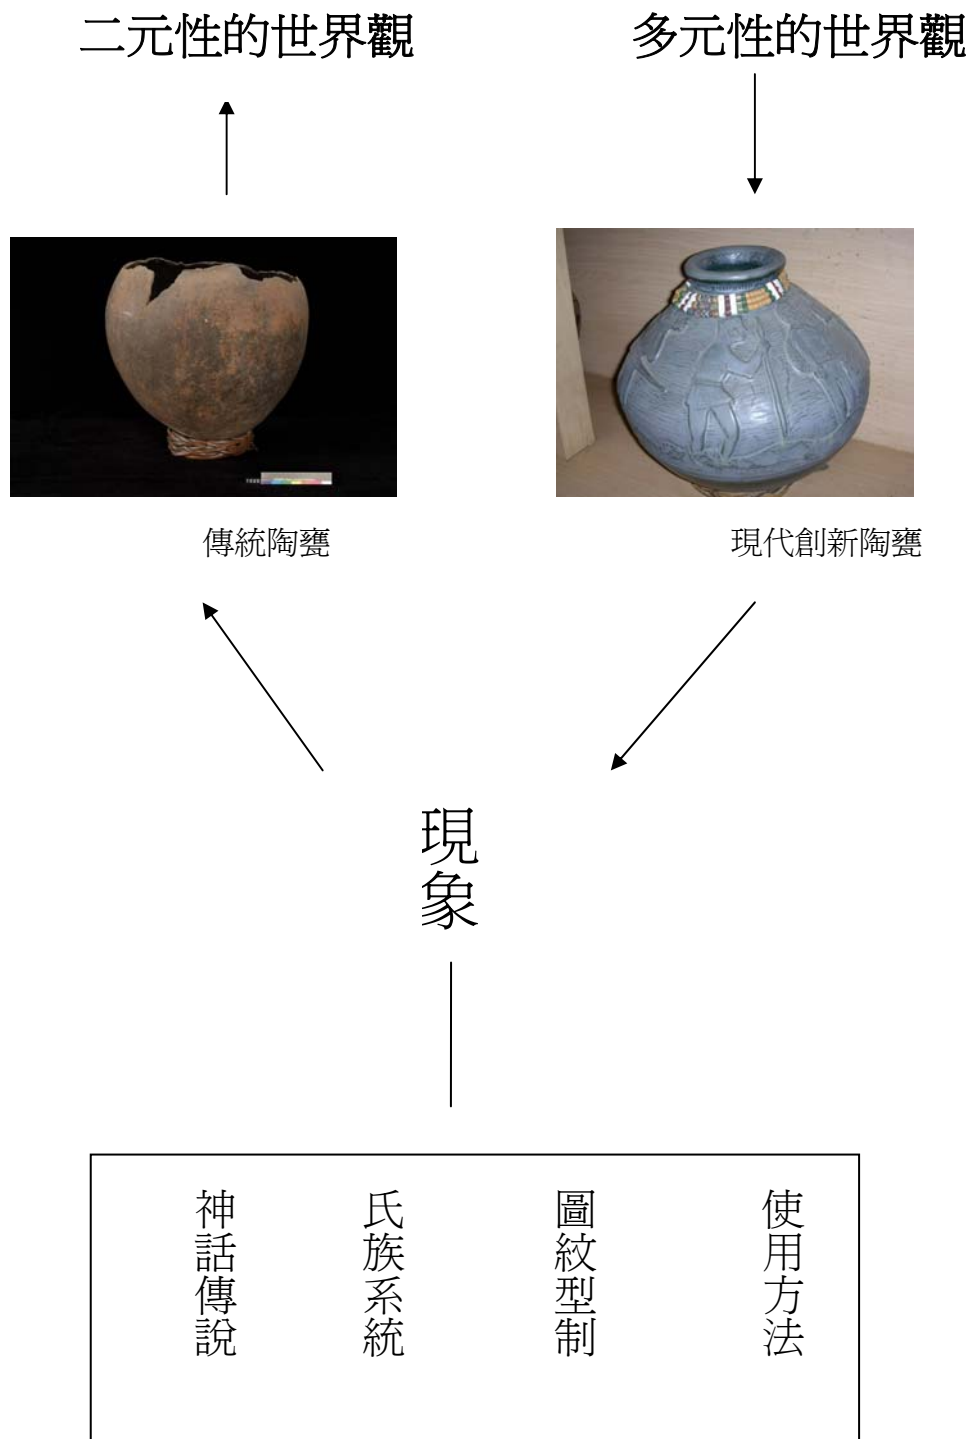 二元性的世界觀
多元性的世界觀
傳統陶甕
現代創新陶甕
現象
神話傳說
氏族系統
圖紋型制
使用方法